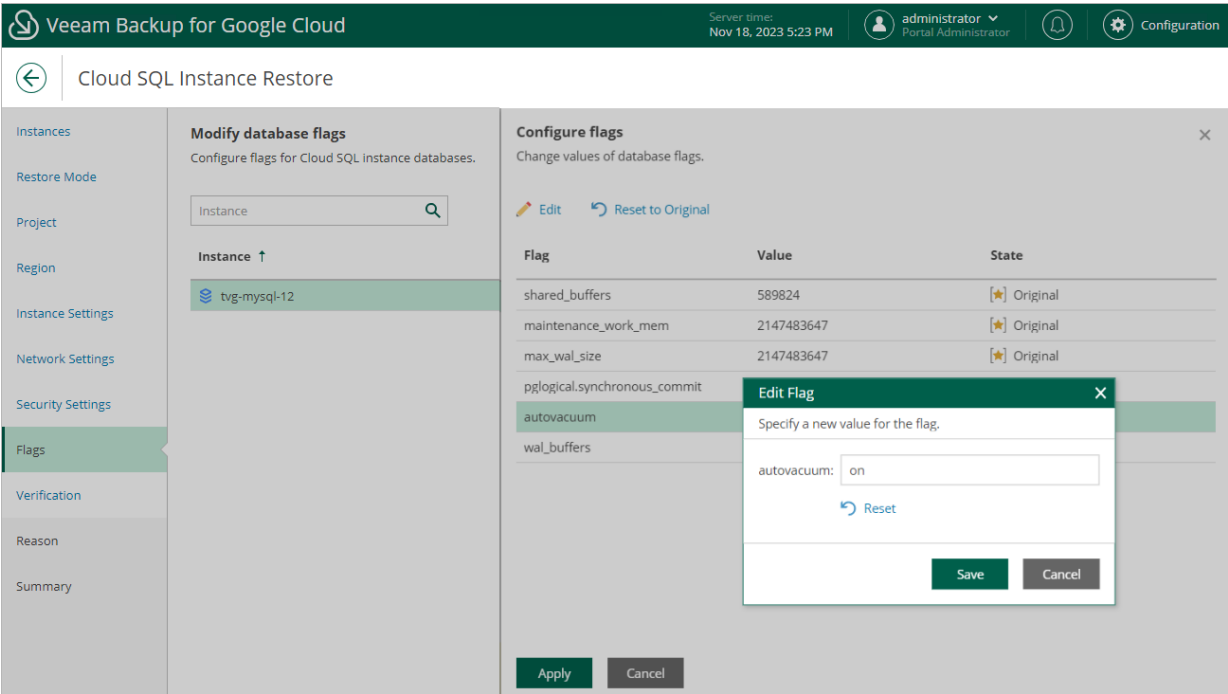 Veeam Backup for Google Cloud
Server time:
Nov 18, 2023 5:23 PM
administrator
Portal Administrator
Configuration
Cloud SQL Instance Restore
Instances
Restore Mode
Project
Region
Instance Settings
Network Settings
Security Settings
Flags
Verification
Reason
Summary
Modify database flags
Configure flags for Cloud SQL instance databases.
Instance
Instance ↑
tvg-mysql-12
Configure flags
Change values of database flags.
Edit Reset to Original
Flag Value State
shared_buffers 589824 Original
maintenance_work_mem 2147483647 Original
max_wal_size 2147483647 Original
pglogical.synchronous_commit
autovacuum
wal_buffers
Edit Flag
Specify a new value for the flag.
autovacuum: on
Reset
Save Cancel
Apply Cancel